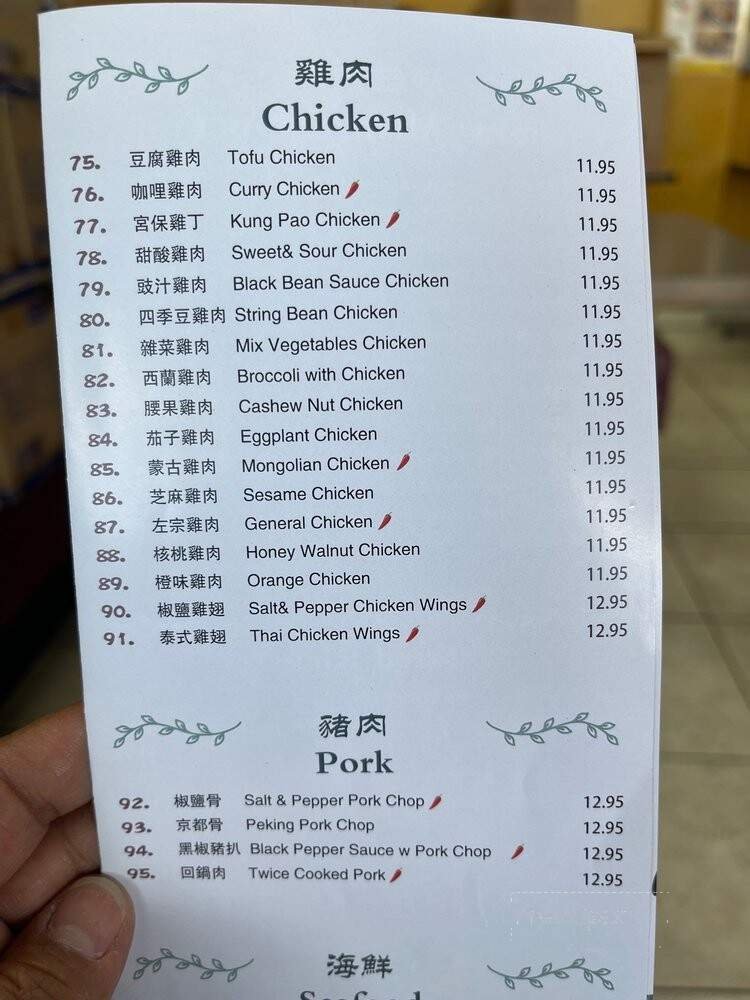 雞肉
Chicken
75. 豆腐雞肉 Tofu Chicken 11.95
76. 咖哩雞肉 Curry Chicken 11.95
77. 宮保雞丁 Kung Pao Chicken 11.95
78. 甜酸雞肉 Sweet& Sour Chicken 11.95
79. 豉汁雞肉 Black Bean Sauce Chicken 11.95
80. 四季豆雞肉 String Bean Chicken 11.95
81. 雜菜雞肉 Mix Vegetables Chicken 11.95
82. 西蘭雞肉 Broccoli with Chicken 11.95
83. 腰果雞肉 Cashew Nut Chicken 11.95
84. 茄子雞肉 Eggplant Chicken 11.95
85. 蒙古雞肉 Mongolian Chicken 11.95
86. 芝麻雞肉 Sesame Chicken 11.95
87. 左宗雞肉 General Chicken 11.95
88. 核桃雞肉 Honey Walnut Chicken 11.95
89. 橙味雞肉 Orange Chicken 11.95
90. 椒鹽雞翅 Salt& Pepper Chicken Wings 12.95
91. 泰式雞翅 Thai Chicken Wings 12.95
豬肉
Pork
92. 椒鹽骨 Salt & Pepper Pork Chop 12.95
93. 京都骨 Peking Pork Chop 12.95
94. 黑椒豬扒 Black Pepper Sauce w Pork Chop 12.95
95. 回鍋肉 Twice Cooked Pork 12.95
海鮮
Seafood